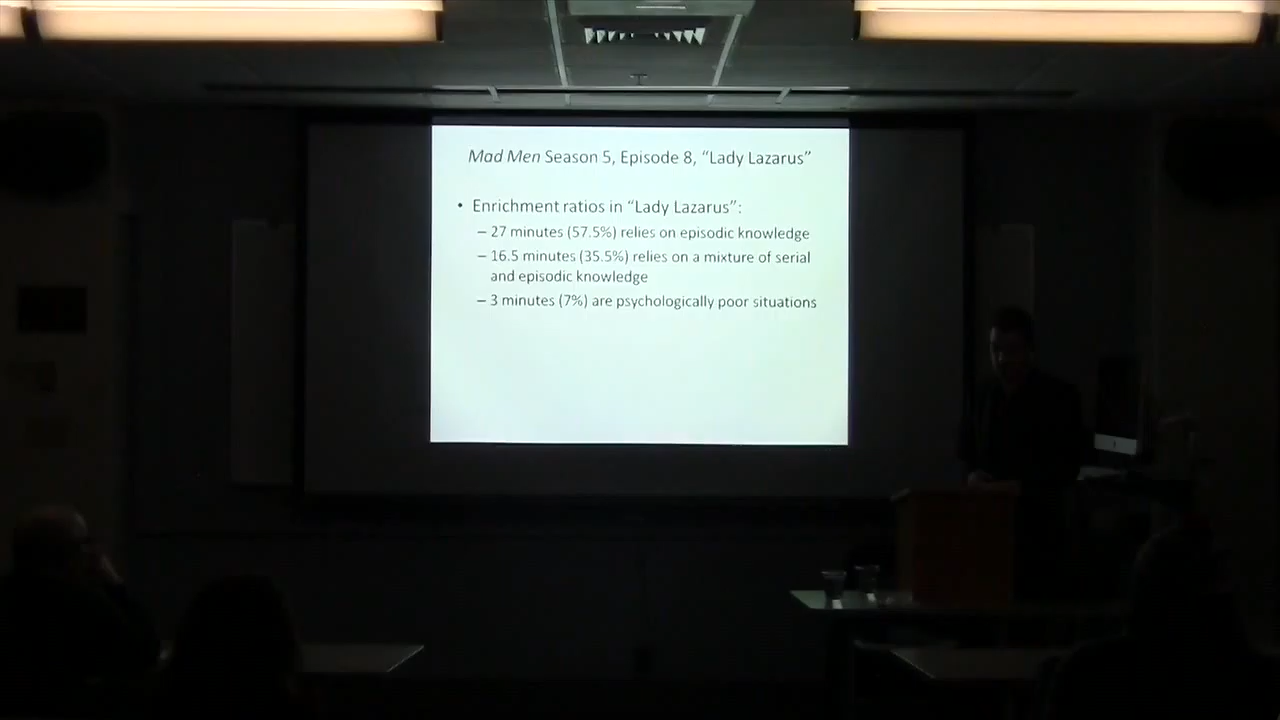 Mad Men Season 5, Episode 8, “Lady Lazarus”
• Enrichment ratios in “Lady Lazarus”:
– 27 minutes (57.5%) relies on episodic knowledge
– 16.5 minutes (35.5%) relies on a mixture of serial
and episodic knowledge
– 3 minutes (7%) are psychologically poor situations